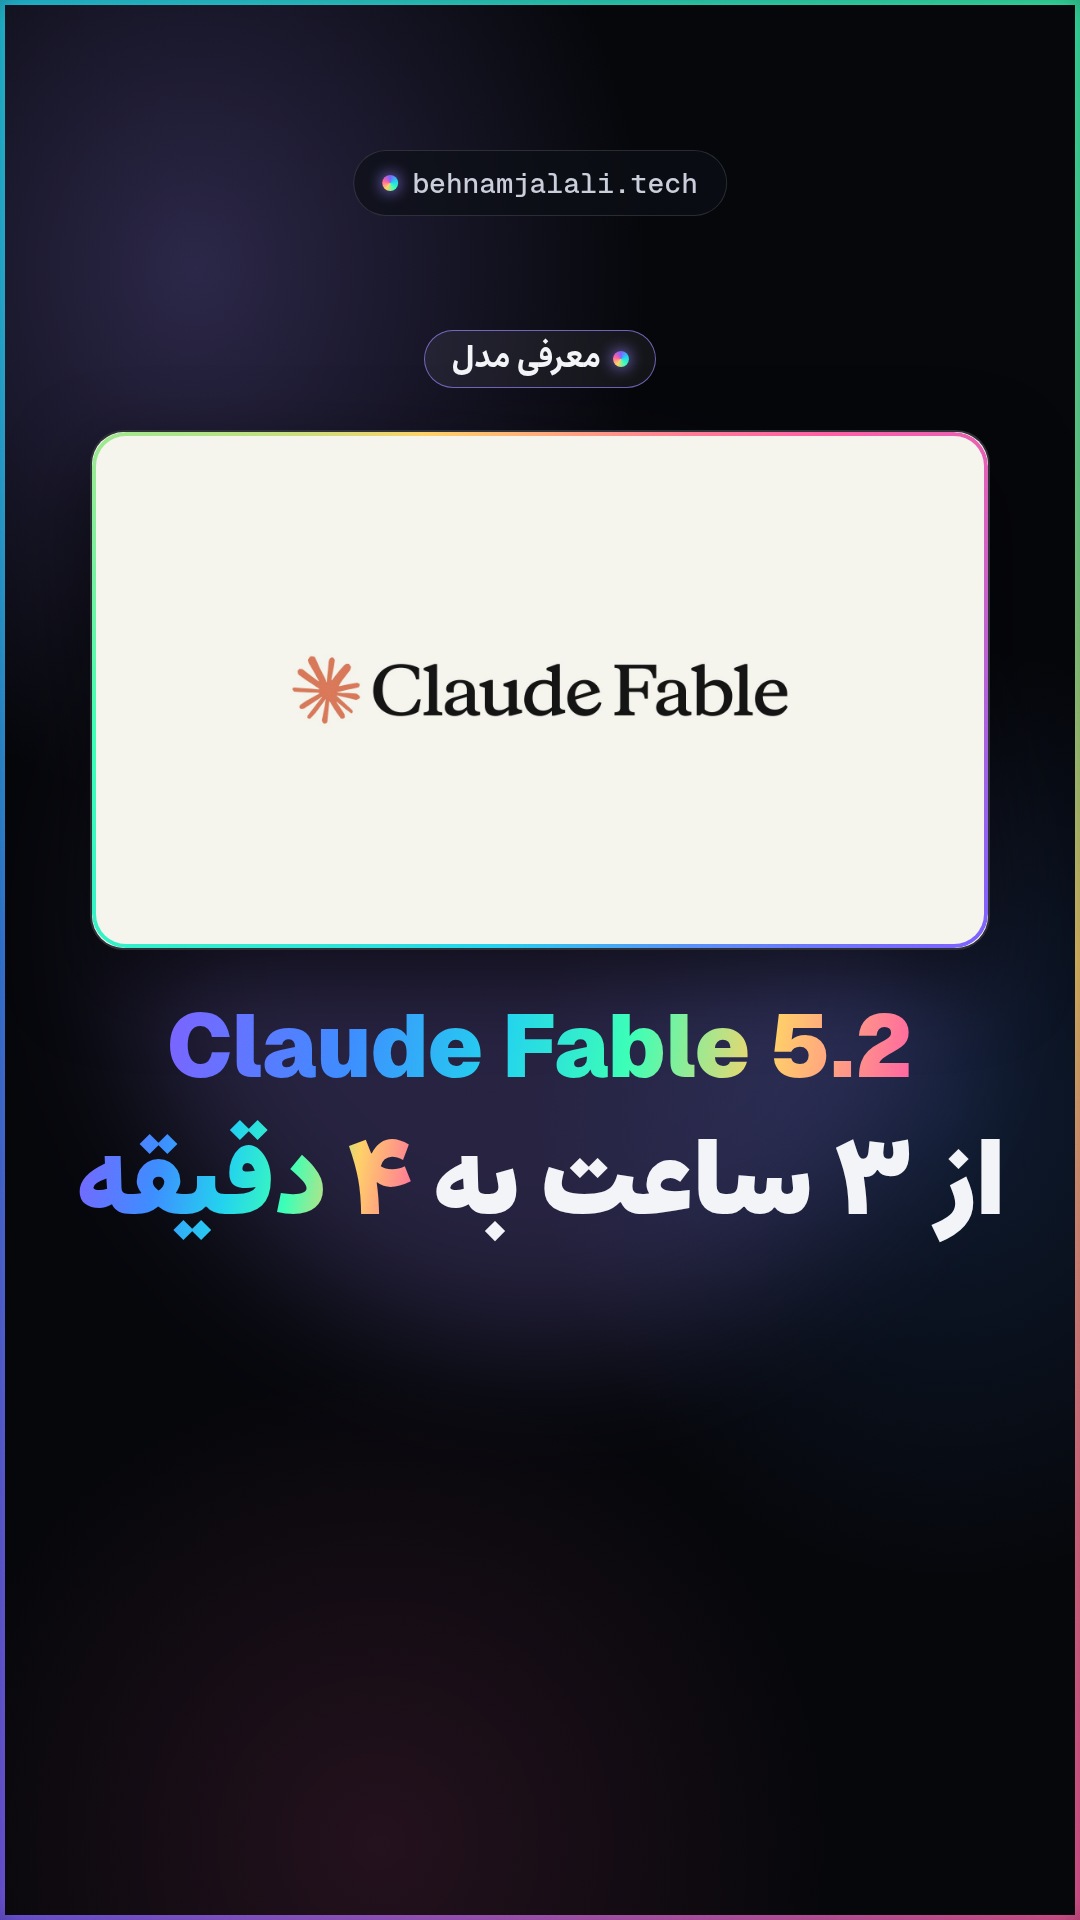 behnamjalali.tech
معرفی مدل
Claude Fable
Claude Fable 5.2
از ۳ ساعت به ۴ دقیقه